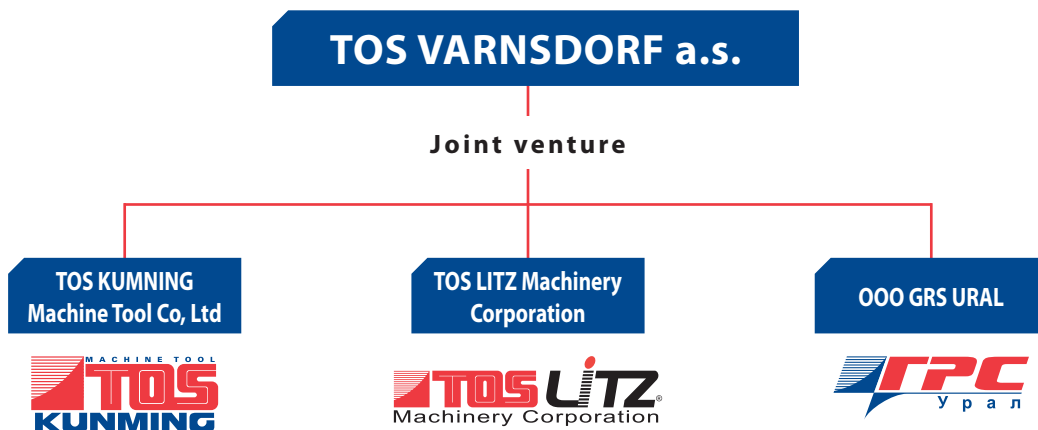 TOS VARNSDORF a.s.
Joint venture
TOS KUMNING
Machine Tool Co, Ltd
TOS LITZ Machinery
Corporation
OOO GRS URAL
MACHINE TOOL
TOS
KUNMING
TOS LiTZ®
Machinery Corporation
ГРС
Урал